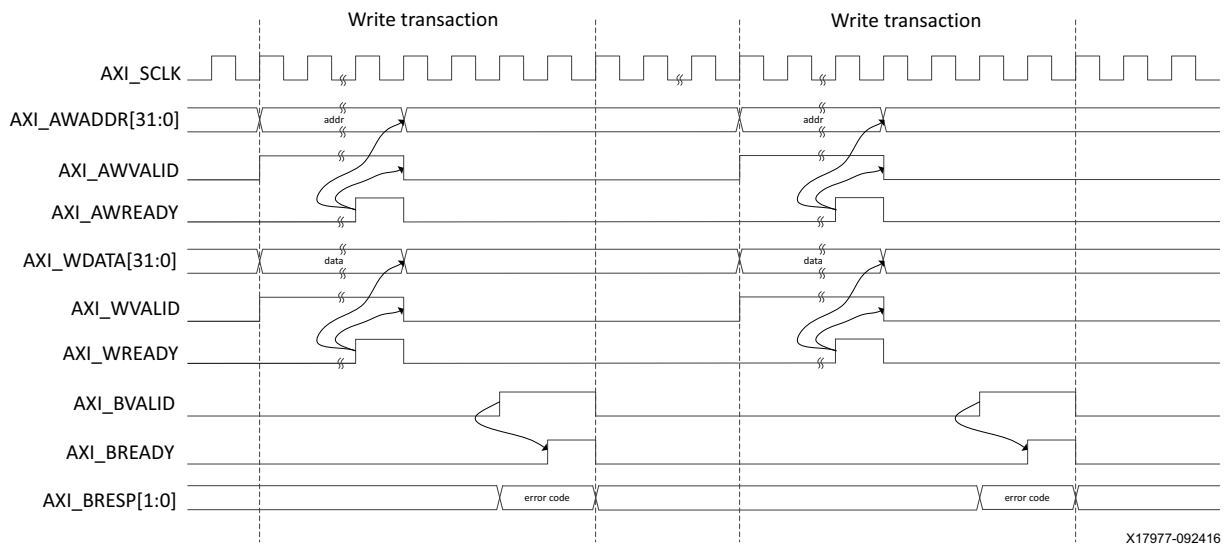 Write transaction Write transaction
AXI_SCLK
AXI_AWADDR[31:0] addr addr
AXI_AWVALID
AXI_AWREADY
AXI_WDATA[31:0] data data
AXI_WVALID
AXI_WREADY
AXI_BVALID
AXI_BREADY
AXI_BRESP[1:0] error code error code
X17977-092416